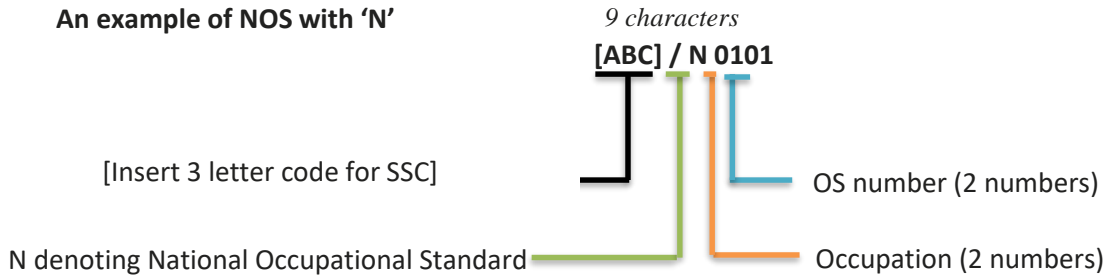 An example of NOS with ‘N’
9 characters
[ABC] / N 0101
[Insert 3 letter code for SSC]
OS number (2 numbers)
N denoting National Occupational Standard
Occupation (2 numbers)